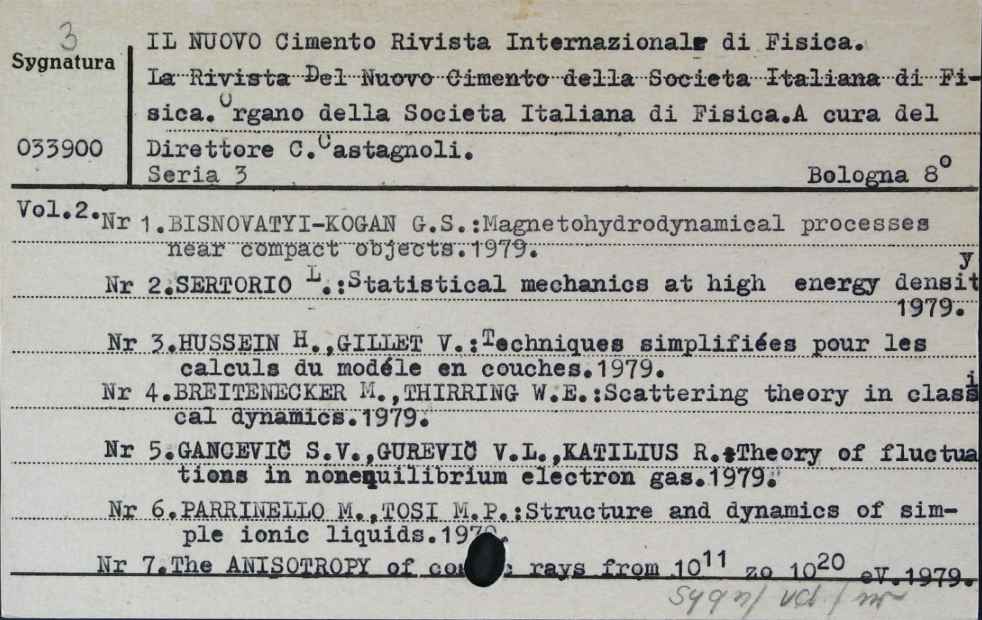 3
Sygnatura
033900
IL NUOVO Cimento Rivista Internazionale di Fisica.
La Rivista Del Nuovo Cimento della Societa Italiana di Fi-
sica. Organo della Societa Italiana di Fisica.A cura del
Direttore C.Castagnoli.
Seria 3 Bologna 8°
Vol.2.Nr 1.BISNOVATYI-KOGAN G.S.:Magnetohydrodynamical processes
near compact objects.1979.
Nr 2.SERTORIO L.:Statistical mechanics at high energy density
1979.
Nr 3.HUSSEIN H.,GILLET V.:Techniques simplifiées pour les
calculs du modéle en couches.1979.
Nr 4.BREITENECKER M.,THIRRING W.E.:Scattering theory in classi
cal dynamics.1979.
Nr 5.GANCEVIČ S.V.,GUREVIČ V.L.,KATILIUS R.:Theory of fluctua
tions in nonequilibrium electron gas.1979.
Nr 6.PARRINELLO M.,TOSI M.P.:Structure and dynamics of sim-
ple ionic liquids.1979.
Nr 7.The ANISOTROPY of rays from 10¹¹ zo 10²⁰ eV.1979.